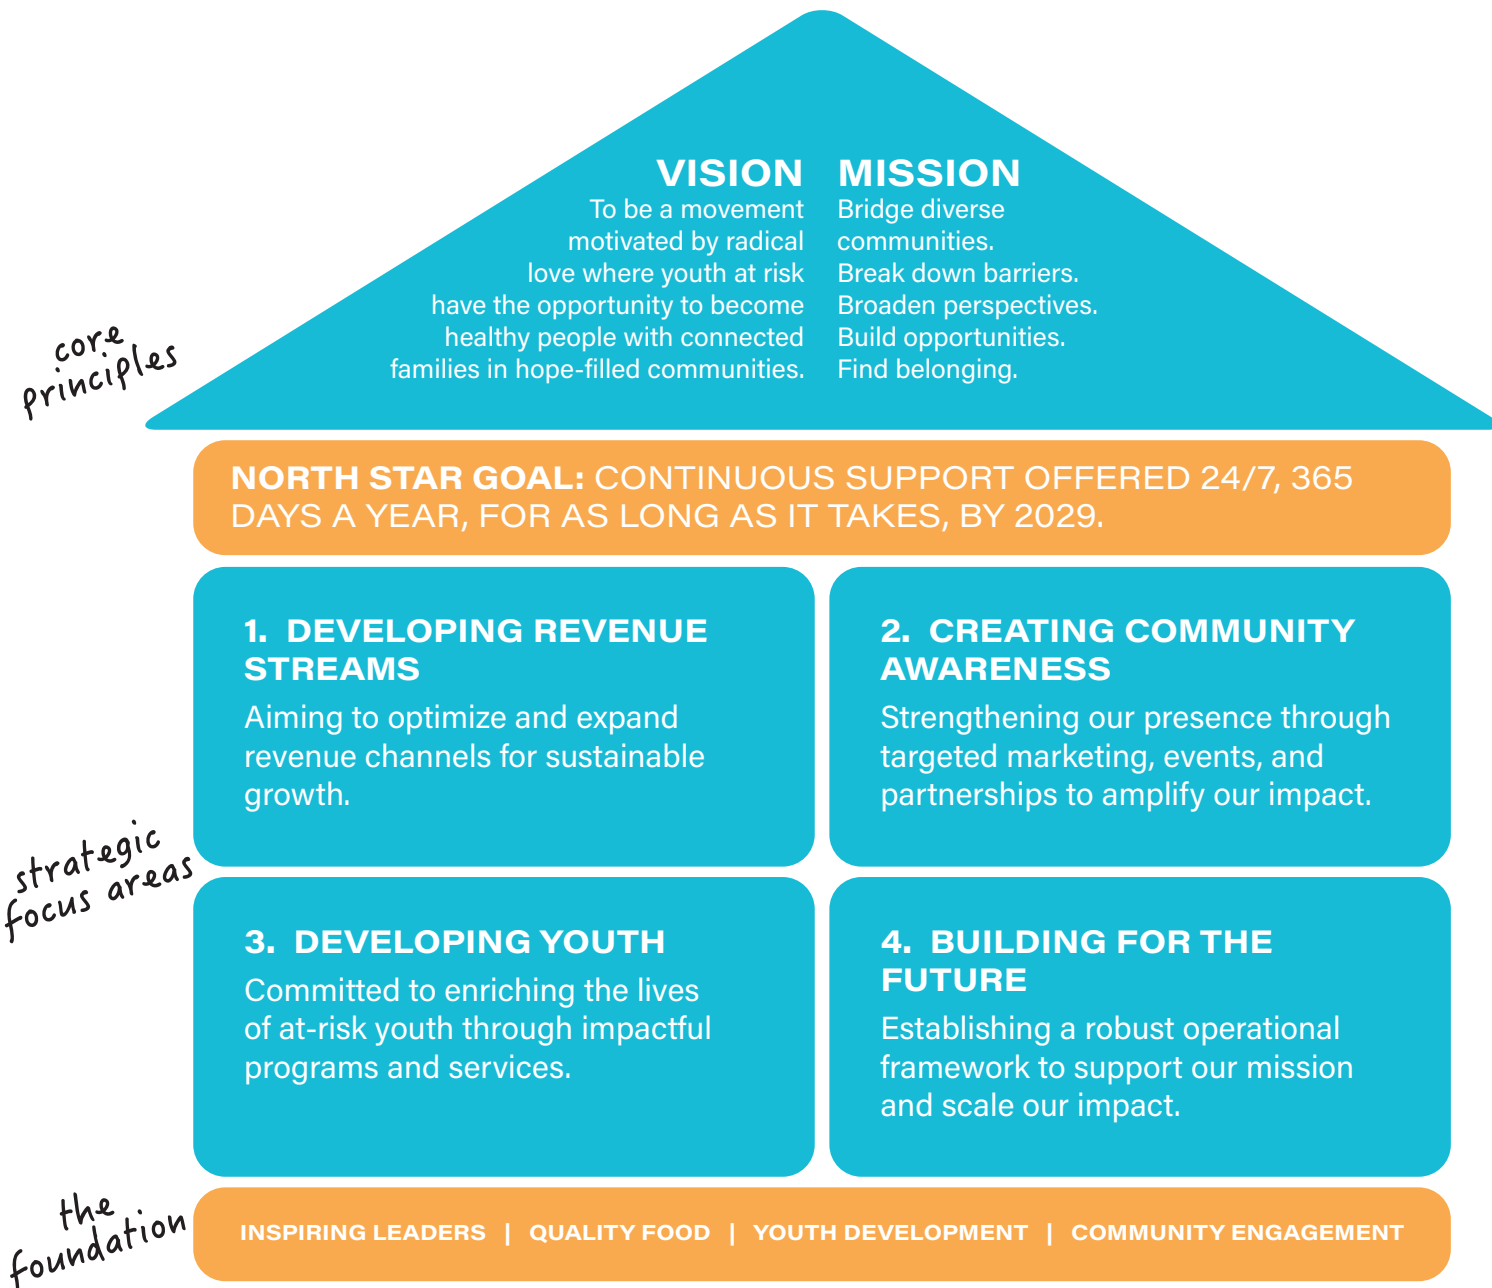 VISION
To be a movement
motivated by radical
love where youth at risk
have the opportunity to become
healthy people with connected
families in hope-filled communities.
MISSION
Bridge diverse
communities.
Break down barriers.
Broaden perspectives.
Build opportunities.
Find belonging.
core
principles
NORTH STAR GOAL: CONTINUOUS SUPPORT OFFERED 24/7, 365
DAYS A YEAR, FOR AS LONG AS IT TAKES, BY 2029.
strategic
focus areas
1. DEVELOPING REVENUE
STREAMS
Aiming to optimize and expand
revenue channels for sustainable
growth.
2. CREATING COMMUNITY
AWARENESS
Strengthening our presence through
targeted marketing, events, and
partnerships to amplify our impact.
3. DEVELOPING YOUTH
Committed to enriching the lives
of at-risk youth through impactful
programs and services.
4. BUILDING FOR THE
FUTURE
Establishing a robust operational
framework to support our mission
and scale our impact.
the
foundation
INSPIRING LEADERS | QUALITY FOOD | YOUTH DEVELOPMENT | COMMUNITY ENGAGEMENT